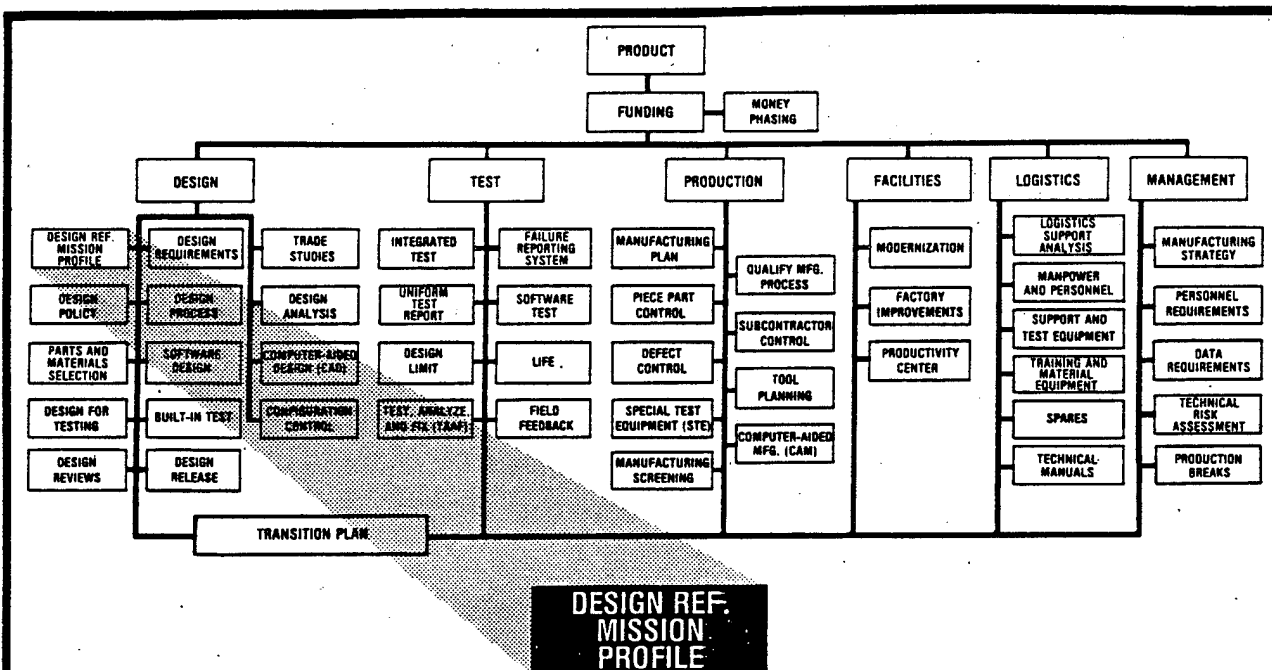 PRODUCT
FUNDING
MONEY
PHASING
DESIGN
TEST
PRODUCTION
FACILITIES
LOGISTICS
MANAGEMENT
DESIGN REF.
MISSION
PROFILE
DESIGN
REQUIREMENTS
TRADE
STUDIES
DESIGN
POLICY
DESIGN
PROCESS
DESIGN
ANALYSIS
PARTS AND
MATERIALS
SELECTION
SOFTWARE
DESIGN
COMPUTER-AIDED
DESIGN (CAD)
DESIGN FOR
TESTING
BUILT-IN TEST
CONFIGURATION
CONTROL
DESIGN
REVIEWS
DESIGN
RELEASE
INTEGRATED
TEST
FAILURE
REPORTING
SYSTEM
UNIFORM
TEST
REPORT
SOFTWARE
TEST
DESIGN
LIMIT
LIFE
TEST, ANALYZE,
AND FIX (TAAF)
FIELD
FEEDBACK
MANUFACTURING
PLAN
QUALIFY MFG.
PROCESS
PIECE PART
CONTROL
SUBCONTRACTOR
CONTROL
DEFECT
CONTROL
TOOL
PLANNING
SPECIAL TEST
EQUIPMENT (STE)
COMPUTER-AIDED
MFG. (CAM)
MANUFACTURING
SCREENING
MODERNIZATION
FACTORY
IMPROVEMENTS
PRODUCTIVITY
CENTER
LOGISTICS
SUPPORT
ANALYSIS
MANPOWER
AND PERSONNEL
SUPPORT AND
TEST EQUIPMENT
TRAINING AND
MATERIAL
EQUIPMENT
SPARES
TECHNICAL
MANUALS
MANUFACTURING
STRATEGY
PERSONNEL
REQUIREMENTS
DATA
REQUIREMENTS
TECHNICAL
RISK
ASSESSMENT
PRODUCTION
BREAKS
TRANSITION PLAN
DESIGN REF.
MISSION
PROFILE